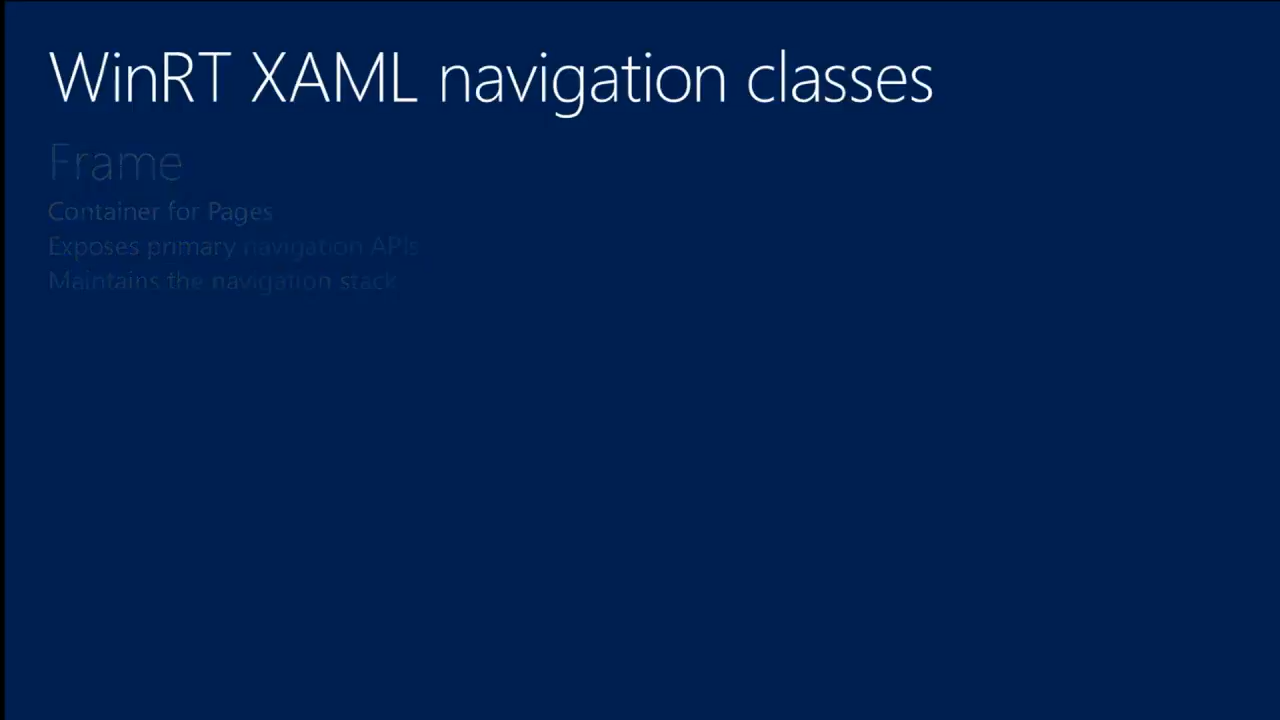 WinRT XAML navigation classes
Frame
Container for Pages
Exposes primary navigation APIs
Maintains the navigation stack